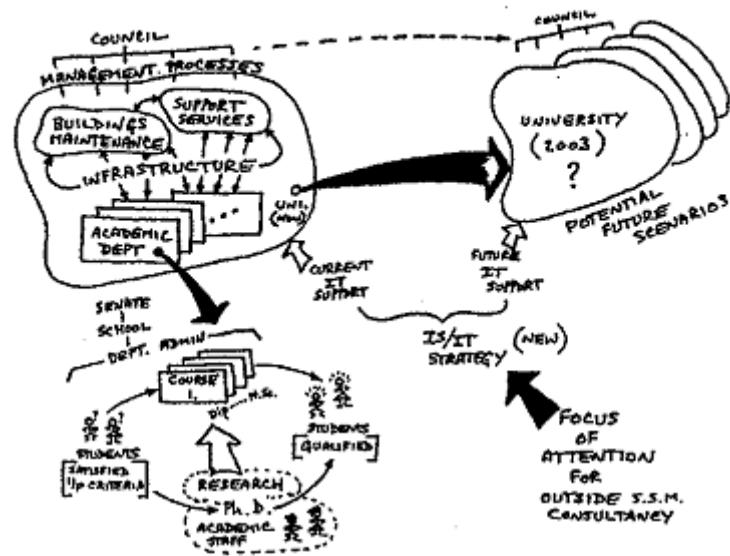 COUNCIL
MANAGEMENT PROCESSES
BUILDINGS
MAINTENANCE
SUPPORT
SERVICES
INFRASTRUCTURE
UNI.
(NOW)
ACADEMIC
DEPT
COUNCIL
UNIVERSITY
(2003)
?
POTENTIAL
FUTURE
SCENARIOS
CURRENT
IT
SUPPORT
FUTURE
IT
SUPPORT
IS/IT
STRATEGY (NEW)
SENATE
SCHOOL
DEPT. ADMIN
COURSE
1.
DIP M.Sc.
STUDENTS
[SATISFIED
I/P CRITERIA]
STUDENTS
[QUALIFIED]
RESEARCH
Ph.D.
ACADEMIC
STAFF
FOCUS
OF
ATTENTION
FOR
OUTSIDE S.S.M.
CONSULTANCY